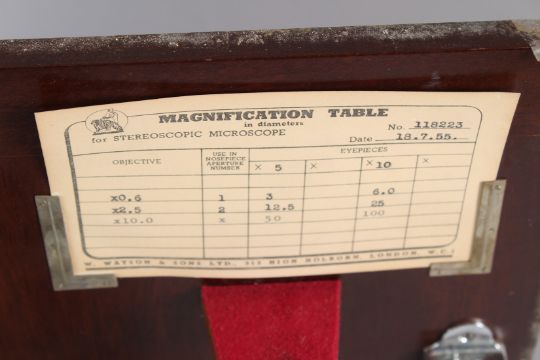 MAGNIFICATION TABLE
in diameters
for STEREOSCOPIC MICROSCOPE
No. 118223
Date 18.7.55.
OBJECTIVE USE IN NOSEPIECE APERTURE NUMBER EYEPIECES
× 5 × × 10 ×
x0.6 1 3 6.0
x2.5 2 12.5 25
x10.0 x 50 100
W. WATSON & SONS LTD., 313 HIGH HOLBORN, LONDON, W.C.1